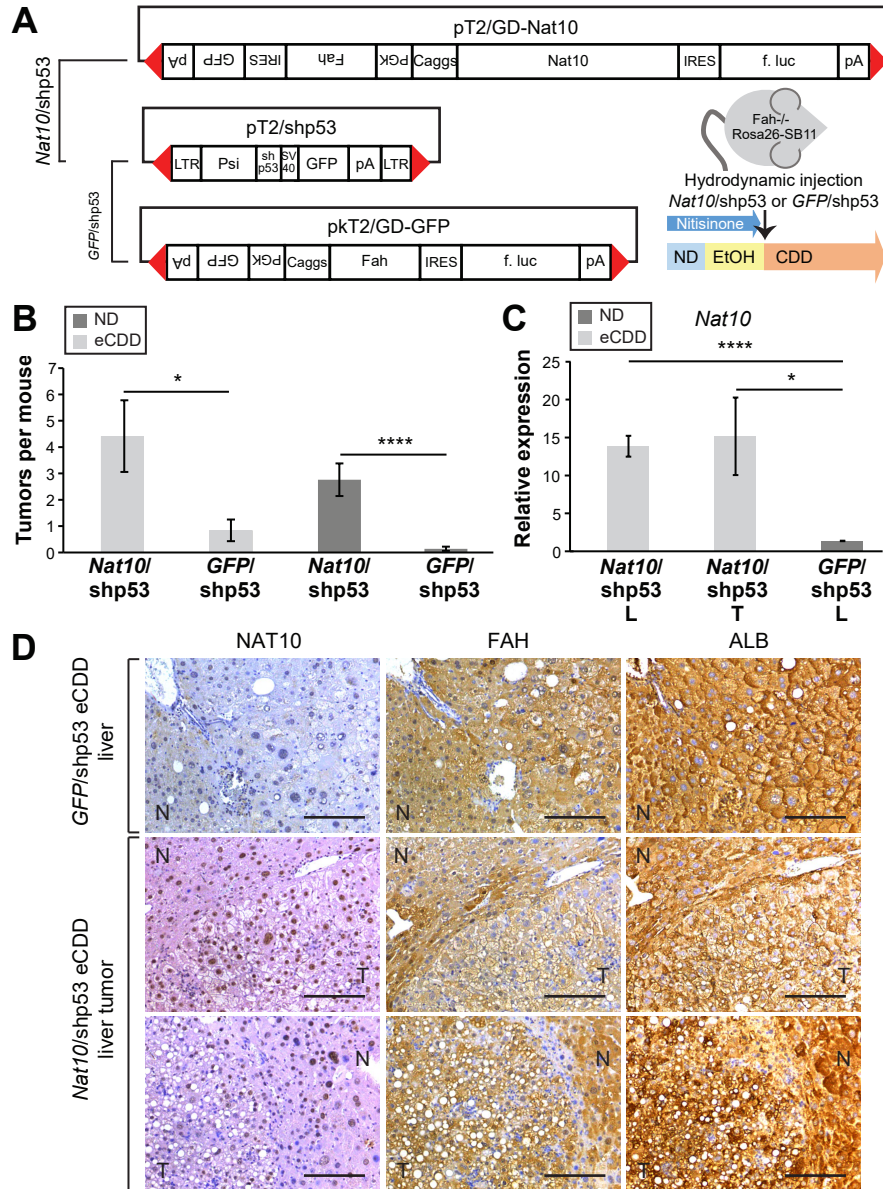 A
pT2/GD-Nat10
pA GFP IRES Fah PGK Caggs Nat10 IRES f. luc pA
Nat10/shp53
pT2/shp53
LTR Psi sh p53 SV 40 GFP pA LTR
GFP/shp53
pkT2/GD-GFP
pA GFP PGK Caggs Fah IRES f. luc pA
Fah-/-
Rosa26-SB11
Hydrodynamic injection
Nat10/shp53 or GFP/shp53
Nitisinone
ND EtOH CDD
B
ND
eCDD
Tumors per mouse
7
6
5
4
3
2
1
0
*
****
Nat10/ GFP/ Nat10/ GFP/
shp53 shp53 shp53 shp53
C
ND
eCDD
Nat10
Relative expression
25
20
15
10
5
0
****
*
Nat10/ Nat10/ GFP/
shp53 shp53 shp53
L T L
D
NAT10 FAH ALB
GFP/shp53 eCDD
liver
N N N
Nat10/shp53 eCDD
liver tumor
N N N
T T T
N N N
T T T